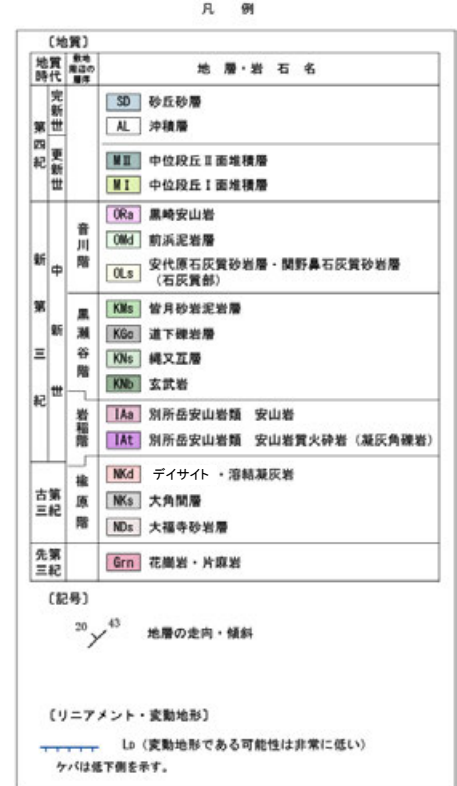 凡 例
〔地質〕
地質時代
敷地周辺の層序
地 層・岩 石 名
第四紀
完新世
SD 砂丘砂層
AL 沖積層
更新世
MⅡ 中位段丘Ⅱ面堆積層
MⅠ 中位段丘Ⅰ面堆積層
新第三紀
中新世
音川階
ORa 黒崎安山岩
OMd 前浜泥岩層
OLs 安代原石灰質砂岩層・関野鼻石灰質砂岩層
(石灰質部)
黒瀬谷階
KMs 皆月砂岩泥岩層
KGc 道下礫岩層
KNs 縄又互層
KNb 玄武岩
岩稲階
IAa 別所岳安山岩類 安山岩
IAt 別所岳安山岩類 安山岩質火砕岩(凝灰角礫岩)
古第三紀
楡原階
NKd デイサイト・溶結凝灰岩
NKs 大角間層
NDs 大福寺砂岩層
先第三紀
Grn 花崗岩・片麻岩
〔記号〕
20 43 地層の走向・傾斜
〔リニアメント・変動地形〕
LD(変動地形である可能性は非常に低い)
ケバは低下側を示す。